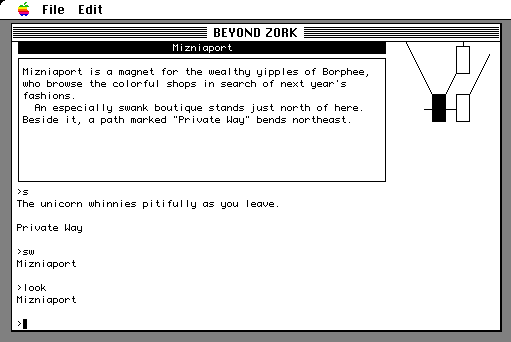 File Edit
BEYOND ZORK
Mizniaport
Mizniaport is a magnet for the wealthy yipples of Borphee,
who browse the colorful shops in search of next year's
fashions.
An especially swank boutique stands just north of here.
Beside it, a path marked "Private Way" bends northeast.
>s
The unicorn whinnies pitifully as you leave.
Private Way
>sw
Mizniaport
>look
Mizniaport
>